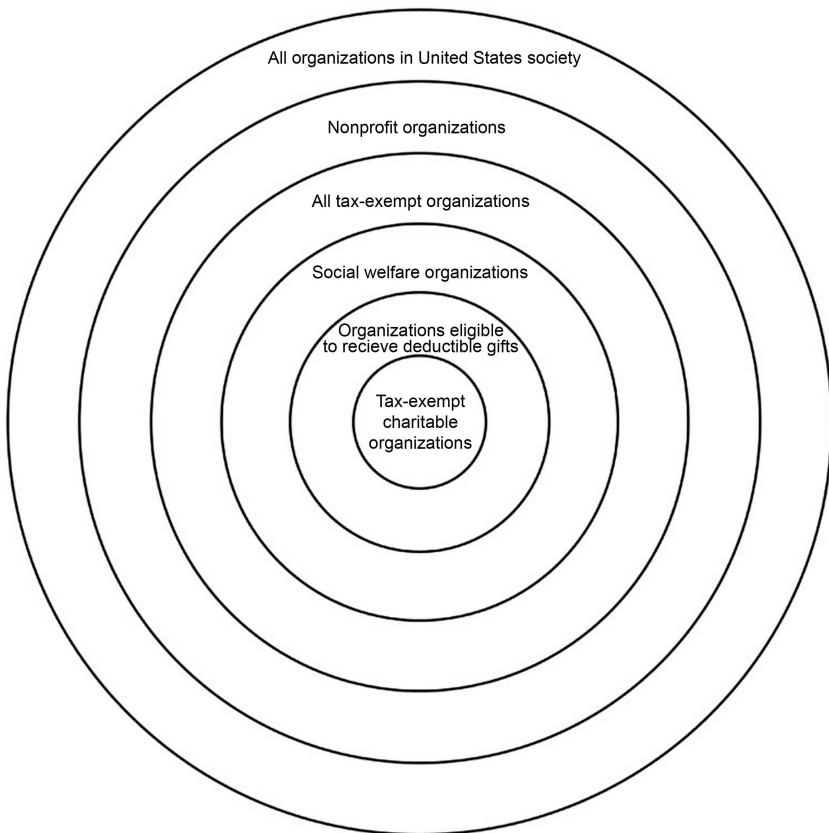 All organizations in United States society
Nonprofit organizations
All tax-exempt organizations
Social welfare organizations
Organizations eligible
to recieve deductible gifts
Tax-exempt
charitable
organizations